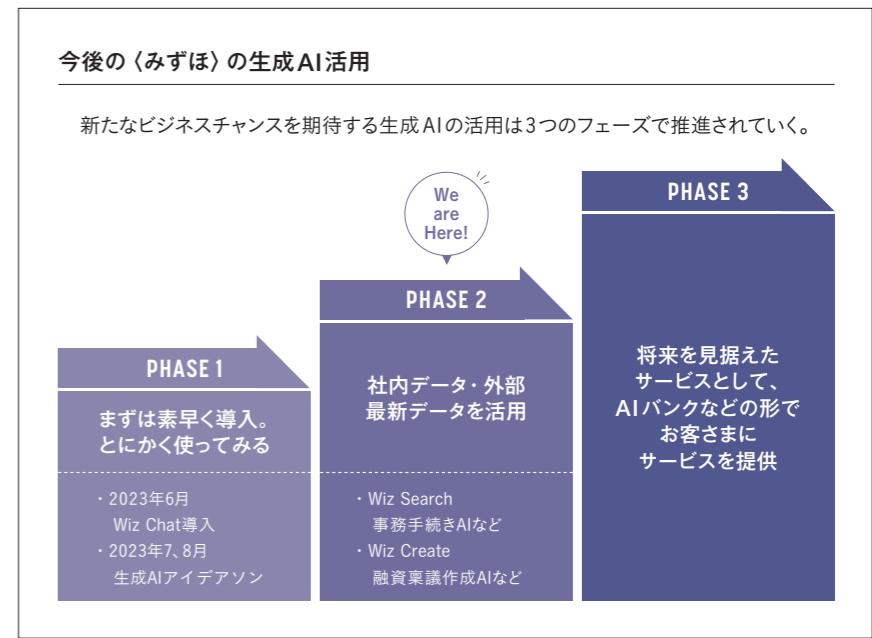 今後の〈みずほ〉の生成AI活用
新たなビジネスチャンスを期待する生成AIの活用は3つのフェーズで推進されていく。
We
are
Here!
PHASE 1
まずは素早く導入。
とにかく使ってみる
・2023年6月
Wiz Chat導入
・2023年7、8月
生成AIアイデアソン
PHASE 2
社内データ・外部
最新データを活用
・Wiz Search
事務手続きAIなど
・Wiz Create
融資稟議作成AIなど
PHASE 3
将来を見据えた
サービスとして、
AIバンクなどの形で
お客さまに
サービスを提供